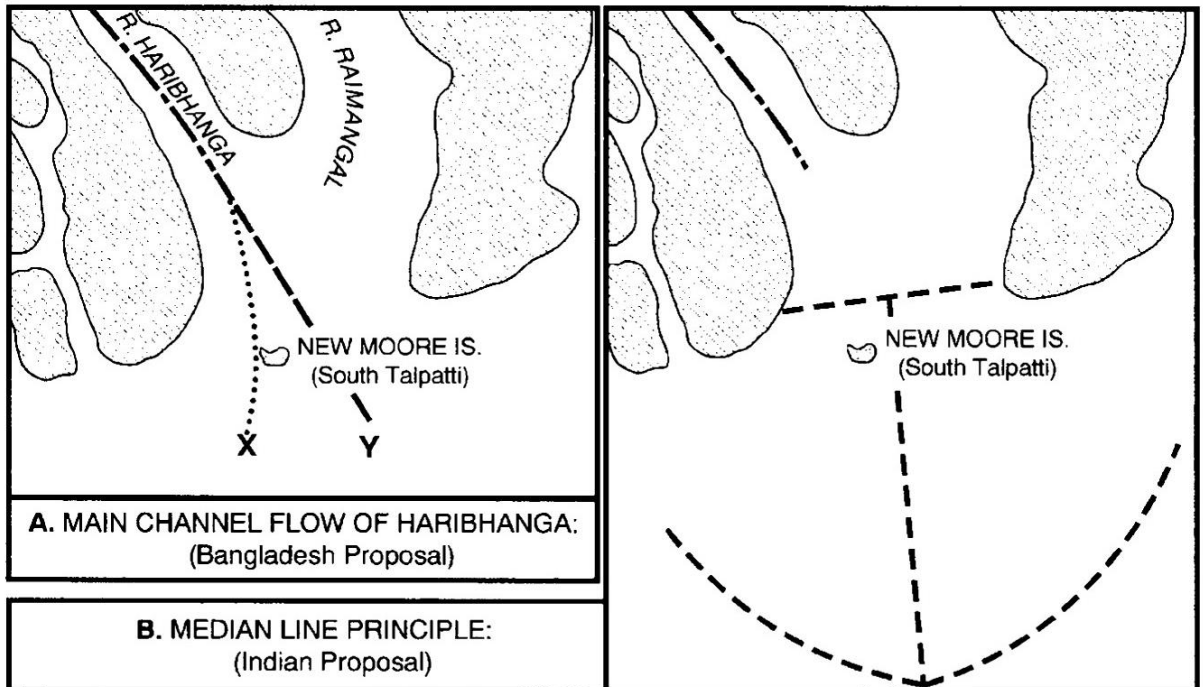 R. HARIBHANGA
R. RAIMANGAL
NEW MOORE IS.
(South Talpatti)
X
Y
A. MAIN CHANNEL FLOW OF HARIBHANGA:
(Bangladesh Proposal)
NEW MOORE IS.
(South Talpatti)
B. MEDIAN LINE PRINCIPLE:
(Indian Proposal)